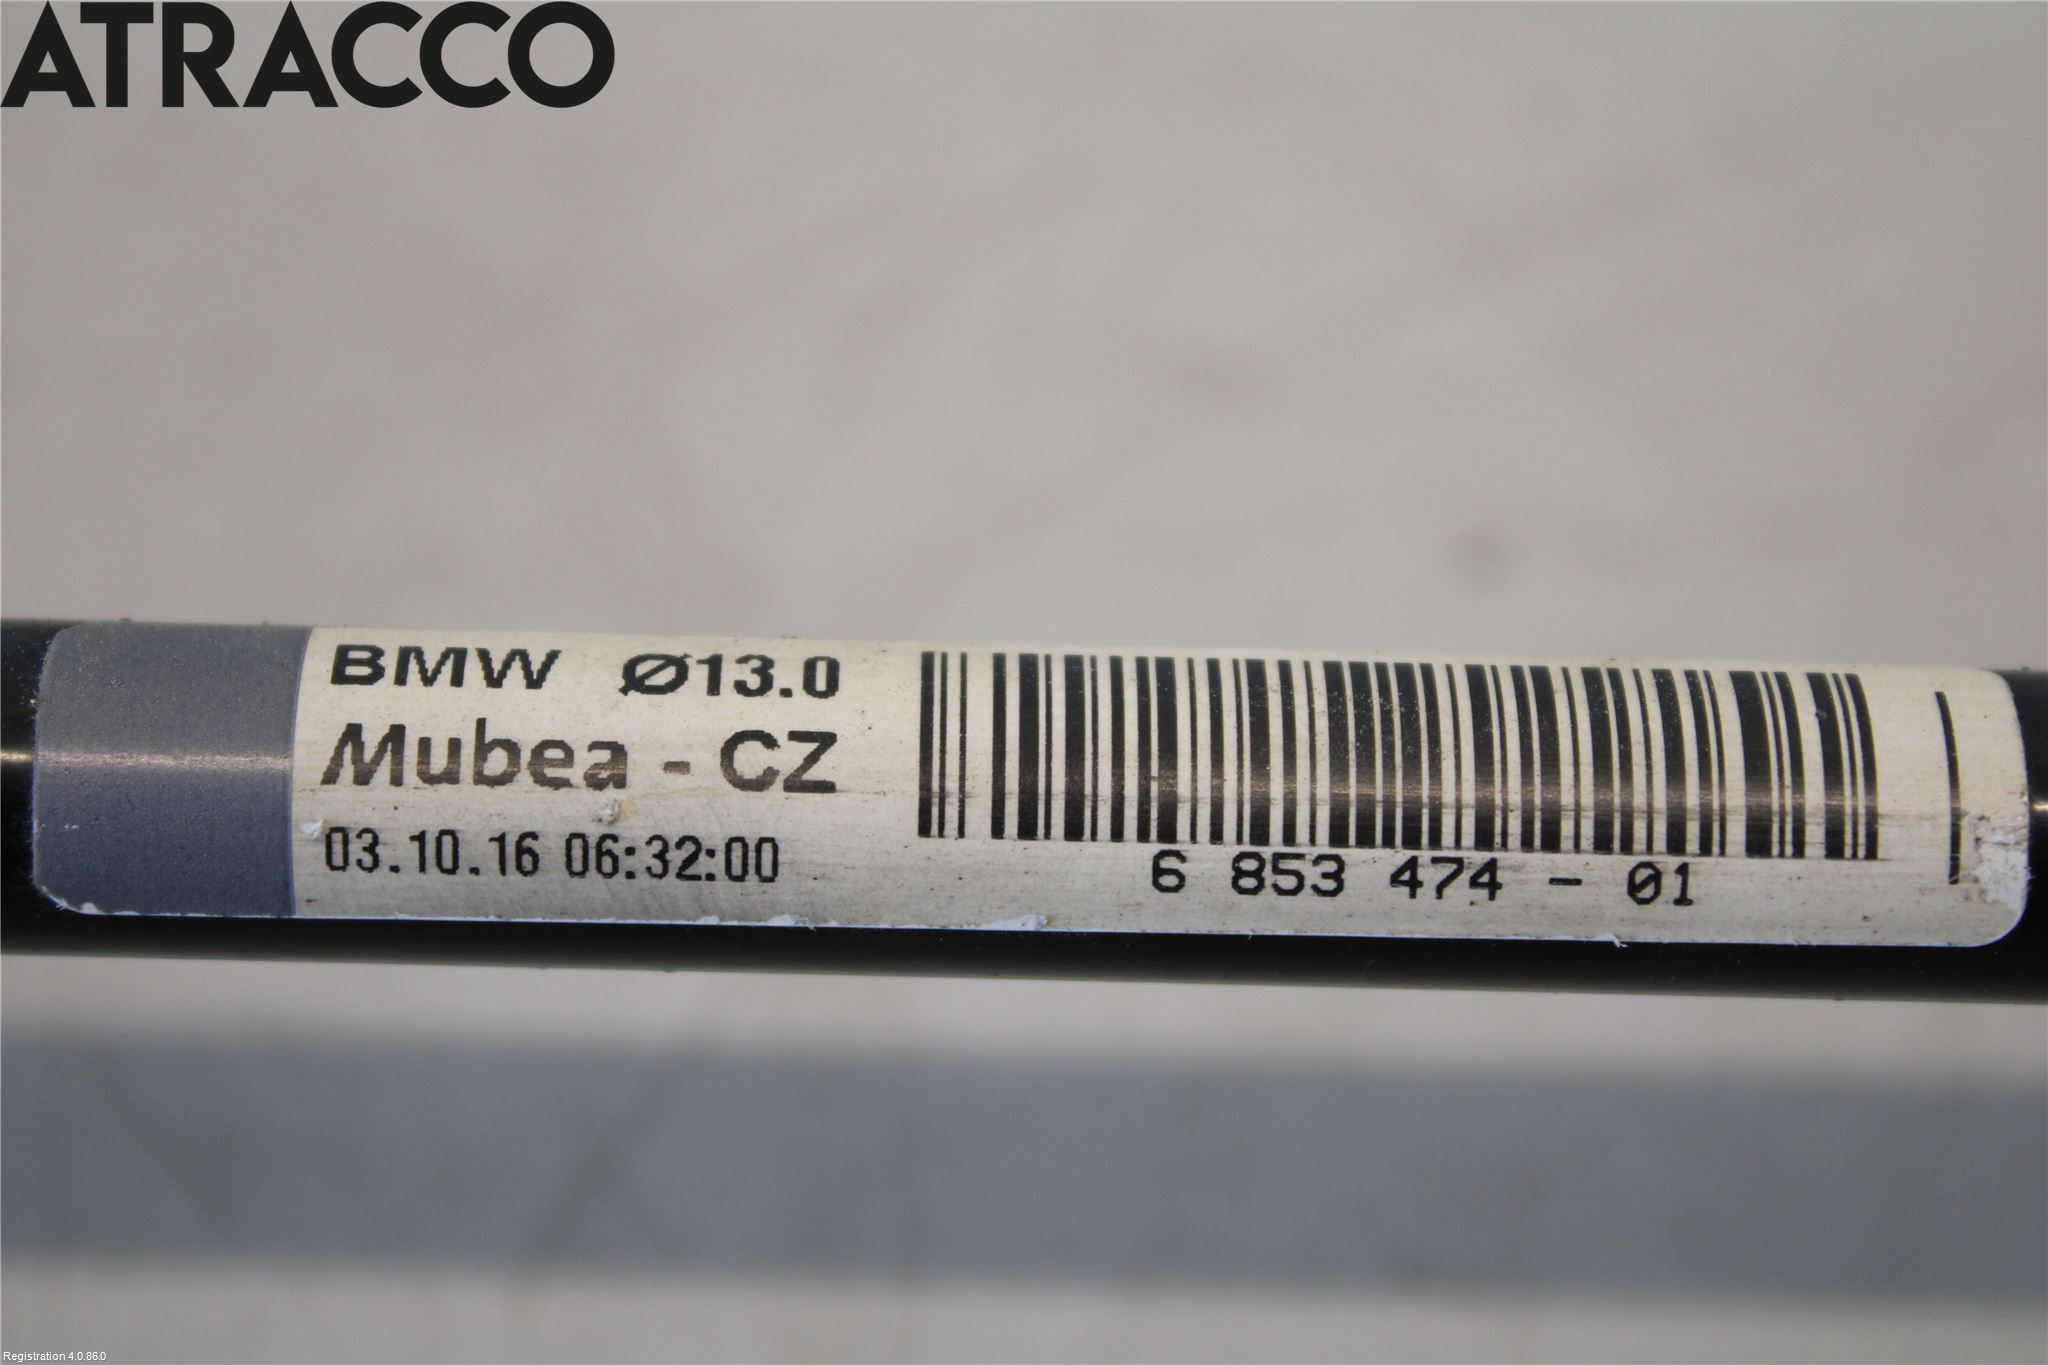 ATRACCO
BMW Ø13.0
Mubea - CZ
03.10.16 06:32:00
6 853 474 - 01
Registration 4.0.86.0